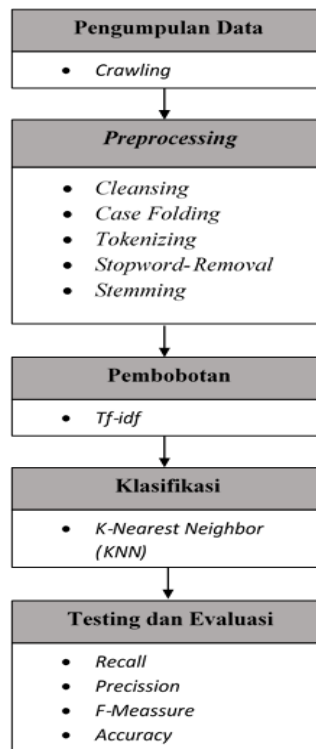 Pengumpulan Data
• Crawling
Preprocessing
• Cleansing
• Case Folding
• Tokenizing
• Stopword-Removal
• Stemming
Pembobotan
• Tf-idf
Klasifikasi
• K-Nearest Neighbor
(KNN)
Testing dan Evaluasi
• Recall
• Precission
• F-Meassure
• Accuracy